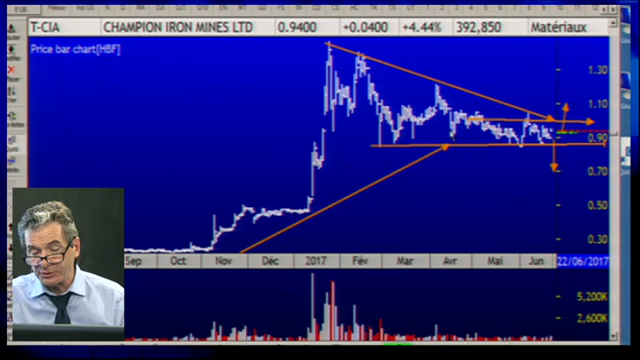 T-CIA CHAMPION IRON MINES LTD 0.9400 +0.0400 +4.44% 392,850 Matériaux
Price bar chart[HBF]
1.30
1.10
0.90
0.70
0.50
0.30
Sep Oct Nov Déc 2017 Fév Mar Avr Mai Jun 22/06/2017
5,200K
2,600K